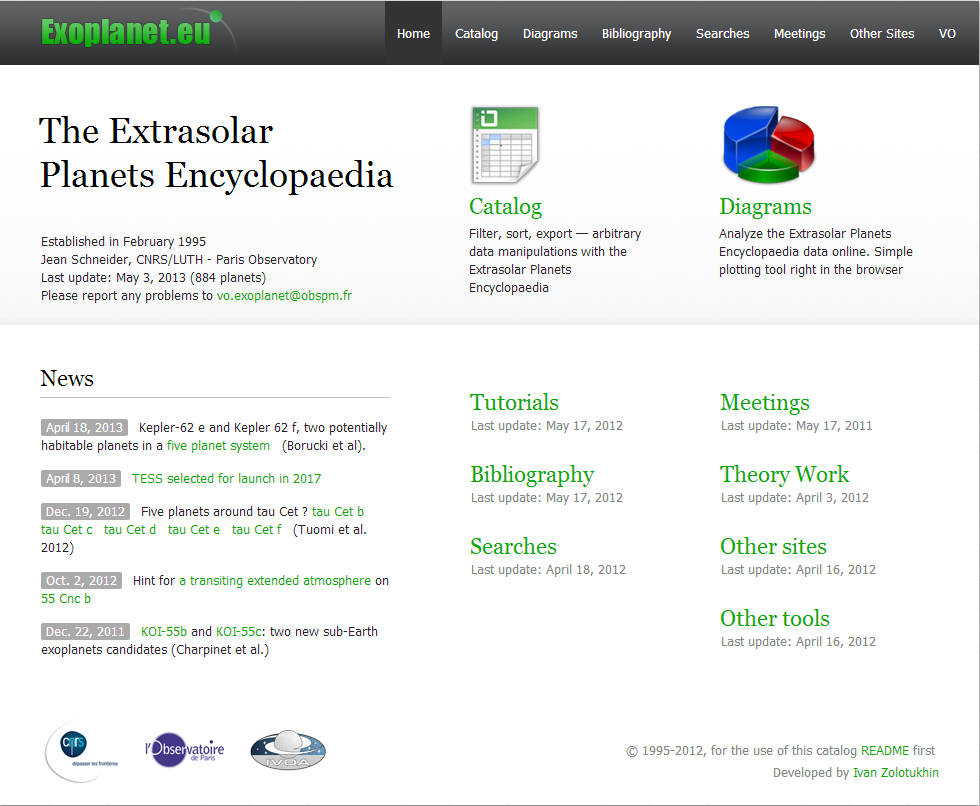 Exoplanet.eu
Home Catalog Diagrams Bibliography Searches Meetings Other Sites VO
The Extrasolar
Planets Encyclopaedia
Established in February 1995
Jean Schneider, CNRS/LUTH - Paris Observatory
Last update: May 3, 2013 (884 planets)
Please report any problems to vo.exoplanet@obspm.fr
Catalog
Filter, sort, export — arbitrary
data manipulations with the
Extrasolar Planets
Encyclopaedia
Diagrams
Analyze the Extrasolar Planets
Encyclopaedia data online. Simple
plotting tool right in the browser
News
April 18, 2013 Kepler-62 e and Kepler 62 f, two potentially
habitable planets in a five planet system (Borucki et al).
April 8, 2013 TESS selected for launch in 2017
Dec. 19, 2012 Five planets around tau Cet ? tau Cet b
tau Cet c tau Cet d tau Cet e tau Cet f (Tuomi et al.
2012)
Oct. 2, 2012 Hint for a transiting extended atmosphere on
55 Cnc b
Dec. 22, 2011 KOI-55b and KOI-55c: two new sub-Earth
exoplanets candidates (Charpinet et al.)
Tutorials
Last update: May 17, 2012
Bibliography
Last update: May 17, 2012
Searches
Last update: April 18, 2012
Meetings
Last update: May 17, 2011
Theory Work
Last update: April 3, 2012
Other sites
Last update: April 16, 2012
Other tools
Last update: April 16, 2012
cnrs
dépasser les frontières
l'Observatoire
de Paris
IVOA
© 1995-2012, for the use of this catalog README first
Developed by Ivan Zolotukhin